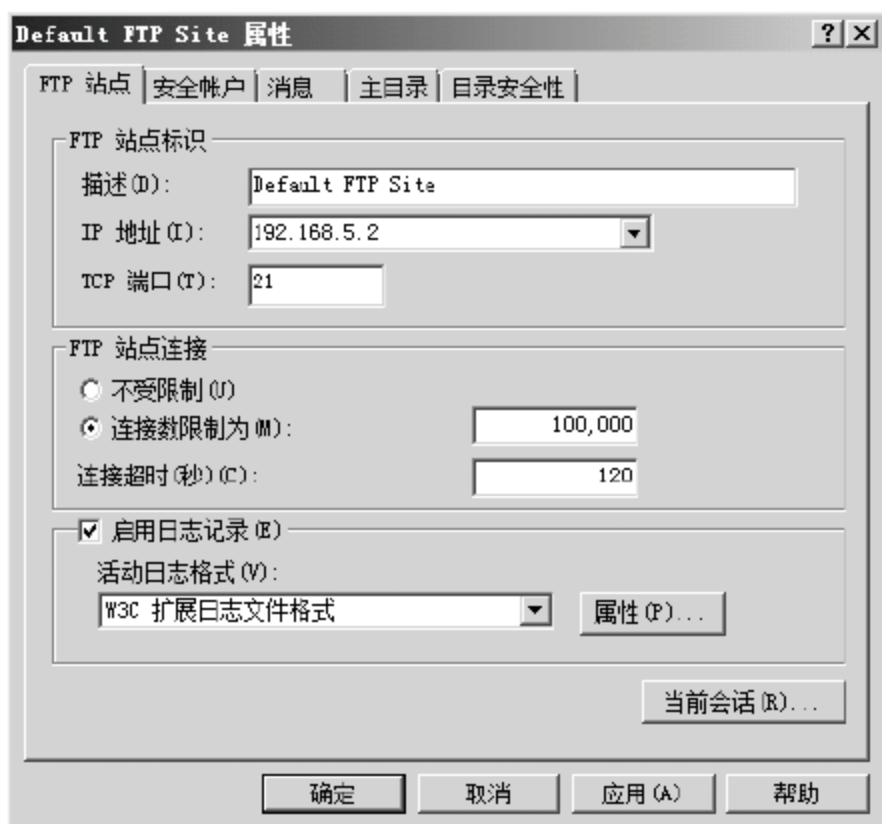 Default FTP Site 属性
FTP 站点 安全帐户 消息 主目录 目录安全性
FTP 站点标识
描述(D): Default FTP Site
IP 地址(I): 192.168.5.2
TCP 端口(T): 21
FTP 站点连接
不受限制(U)
连接数限制为(M): 100,000
连接超时(秒)(C): 120
启用日志记录(E)
活动日志格式(V):
W3C 扩展日志文件格式 属性(P)...
当前会话(R)...
确定 取消 应用(A) 帮助